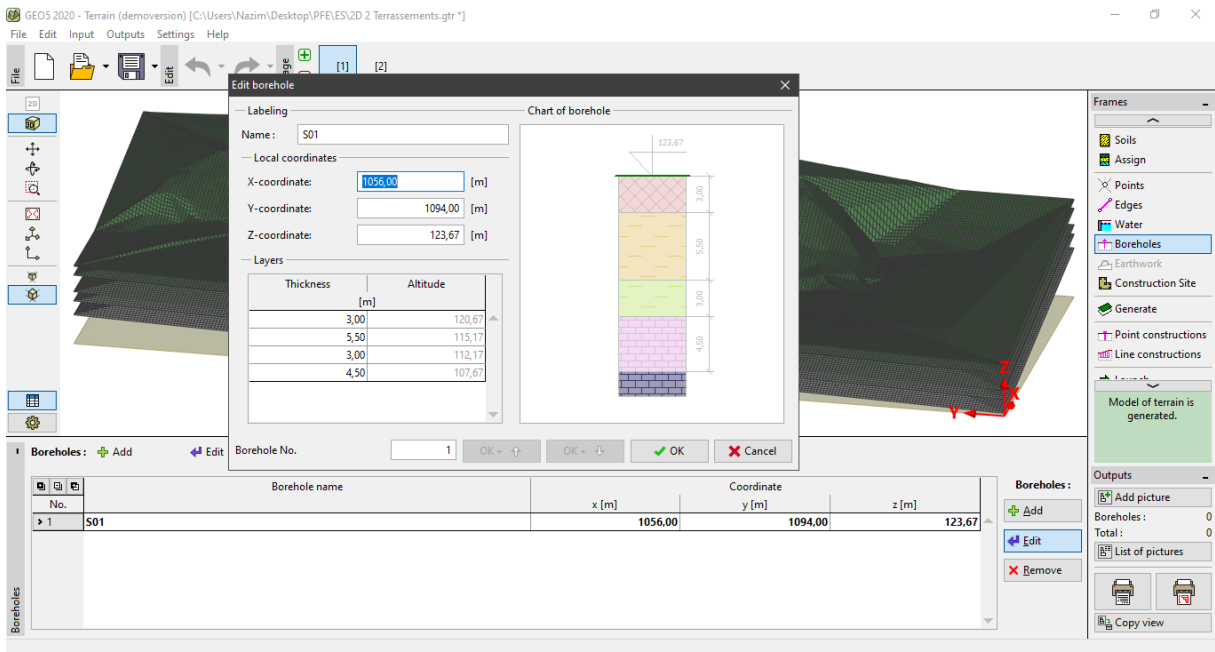 GEO5 2020 - Terrain (demoversion) [C:\Users\Nazim\Desktop\PFE\ES\2D 2 Terrassements.gtr *]
File Edit Input Outputs Settings Help
File
Edit
[1] [2]
Edit borehole
Labeling
Name : S01
Local coordinates
X-coordinate: 1056,00 [m]
Y-coordinate: 1094,00 [m]
Z-coordinate: 123,67 [m]
Layers
Thickness Altitude
[m]
3,00 120,67
5,50 115,17
3,00 112,17
4,50 107,67
Chart of borehole
123,67
3,00
5,50
3,00
4,50
Borehole No. 1 OK + OK + OK Cancel
2D
3D
Z
X
Y
Frames
Soils
Assign
Points
Edges
Water
Boreholes
Earthwork
Construction Site
Generate
Point constructions
Line constructions
Model of terrain is
generated.
Boreholes : Add Edit
Borehole name Coordinate
No. x [m] y [m] z [m]
1 S01 1056,00 1094,00 123,67
Boreholes :
Add
Edit
Remove
Boreholes
Outputs
Add picture
Boreholes : 0
Total : 0
List of pictures
Copy view